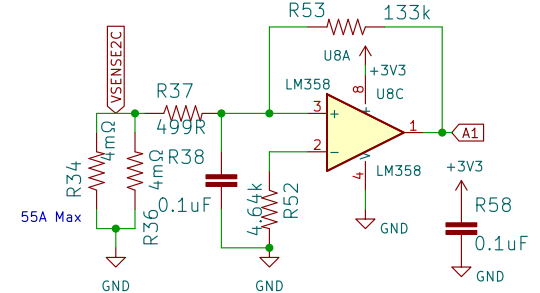 R53
133k
U8A
+3V3
LM358
U8C
8
VSENSE2C
R37
499R
3
+
+
1
A1
2
-
V
4
LM358
4mΩ
4mΩ
R34
R36
R38
0.1uF
4.64k
R52
55A Max
GND
GND
GND
+3V3
R58
0.1uF
GND